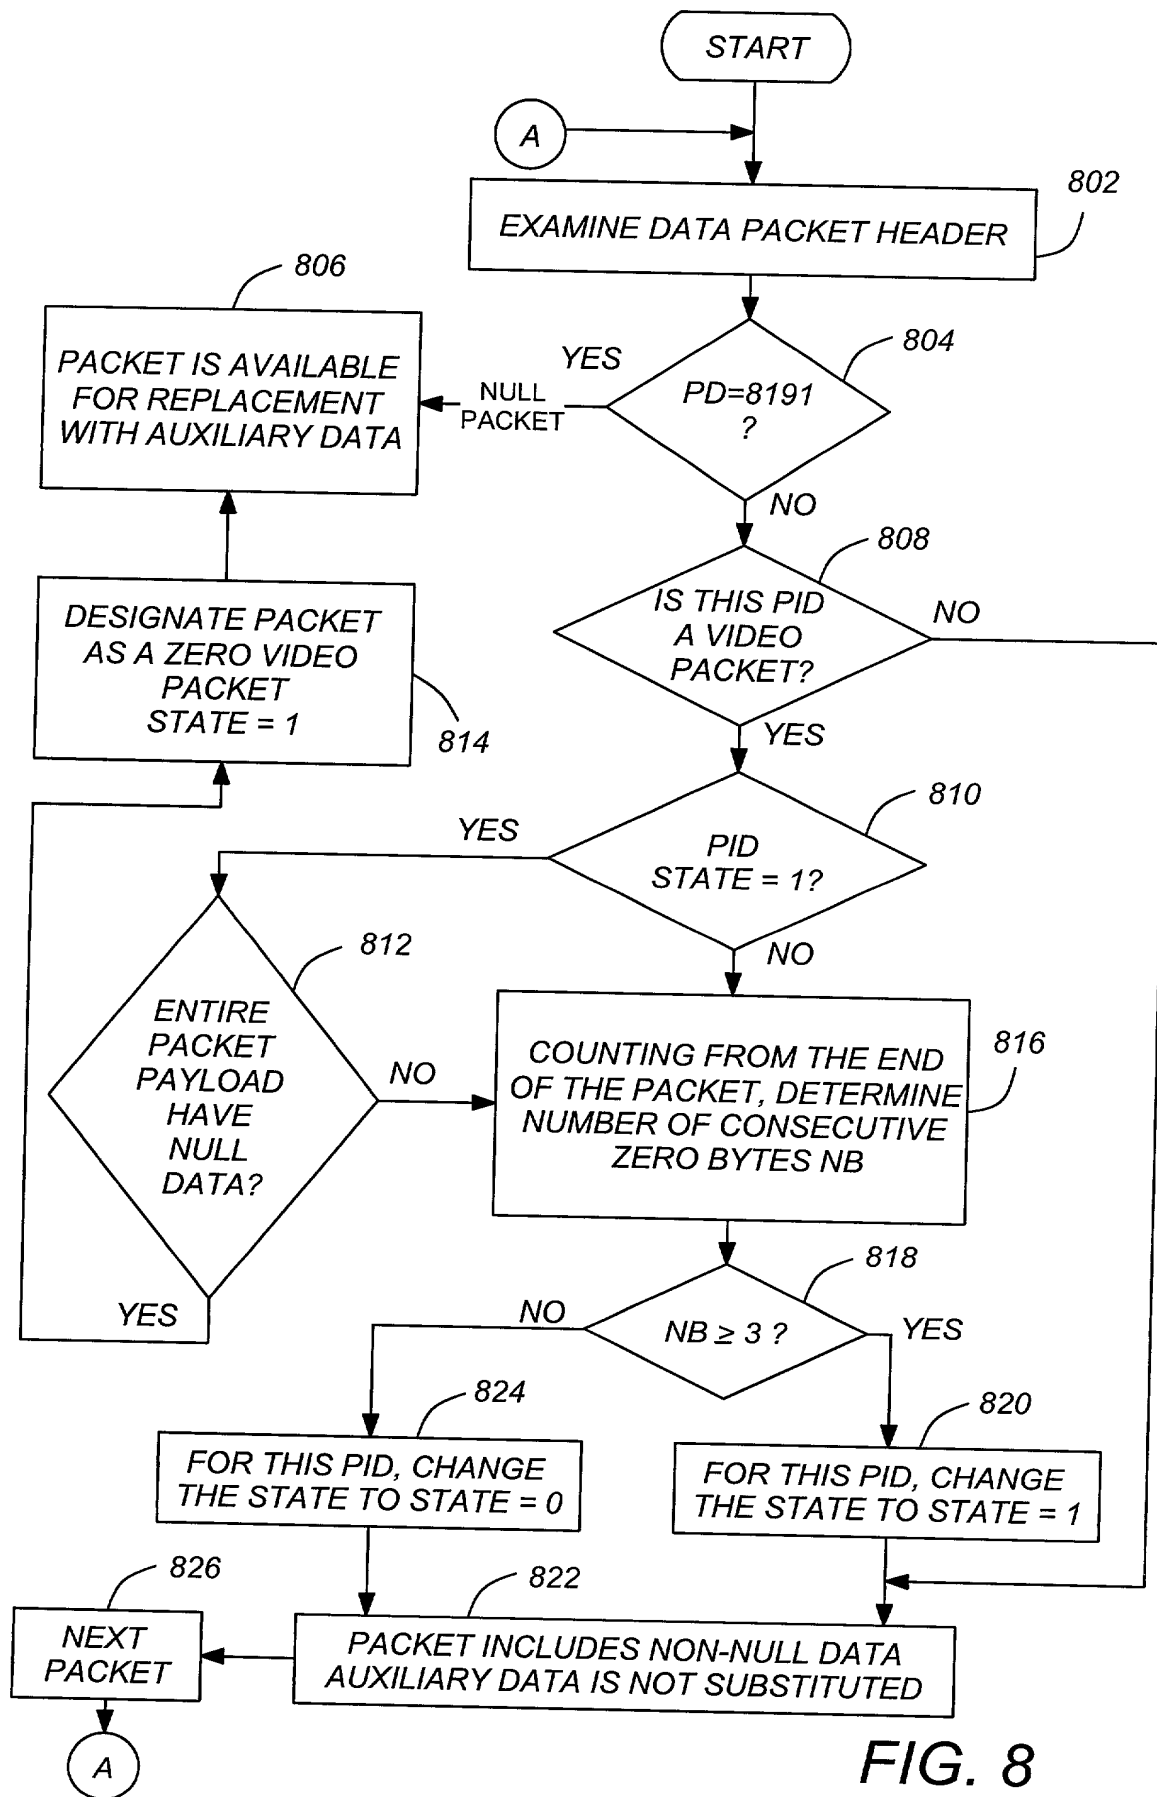 START
A
802
EXAMINE DATA PACKET HEADER
806
PACKET IS AVAILABLE
FOR REPLACEMENT
WITH AUXILIARY DATA
YES
NULL
PACKET
804
PD=8191
?
NO
808
IS THIS PID
A VIDEO
PACKET?
NO
DESIGNATE PACKET
AS A ZERO VIDEO
PACKET
STATE = 1
814
YES
810
YES
PID
STATE = 1?
NO
812
ENTIRE
PACKET
PAYLOAD
HAVE
NULL
DATA?
NO
YES
816
COUNTING FROM THE END
OF THE PACKET, DETERMINE
NUMBER OF CONSECUTIVE
ZERO BYTES NB
818
NO
NB ≥ 3 ?
YES
824
FOR THIS PID, CHANGE
THE STATE TO STATE = 0
820
FOR THIS PID, CHANGE
THE STATE TO STATE = 1
826
NEXT
PACKET
822
PACKET INCLUDES NON-NULL DATA
AUXILIARY DATA IS NOT SUBSTITUTED
A
FIG. 8